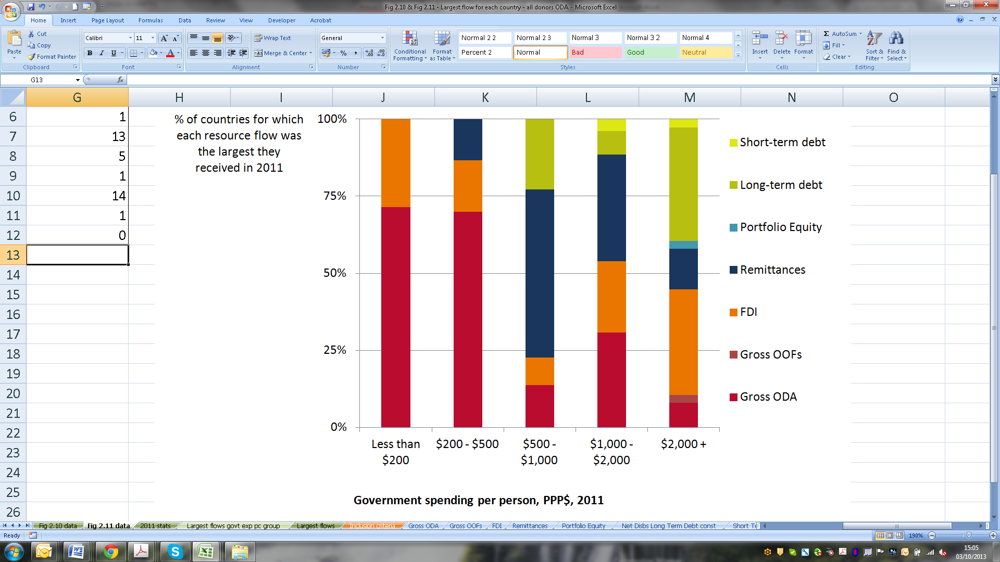 Fig 2.10 & Fig 2.11 - Largest flow for each country - all donors ODA - Microsoft Excel
Home Insert Page Layout Formulas Data Review View Developer Acrobat
Cut
Copy
Format Painter
Paste
Clipboard
Calibri 11
B I U
Font
Wrap Text
Merge & Center
Alignment
General
%
Number
Conditional Formatting
Format as Table
Normal 2 2 Normal 2 3 Normal 3 Normal 3 2 Normal 4
Percent 2 Normal Bad Good Neutral
Styles
Insert Delete Format
Cells
AutoSum
Fill
Clear
Sort & Filter
Find & Select
Editing
G13
fx
G H I J K L M N O
6 1
7 13
8 5
9 1
10 14
11 1
12 0
13
14
15
16
17
18
19
20
21
22
23
24
25
26
% of countries for which
each resource flow was
the largest they
received in 2011
100%
75%
50%
25%
0%
Less than
$200
$200 - $500
$500 -
$1,000
$1,000 -
$2,000
$2,000 +
Government spending per person, PPP$, 2011
Short-term debt
Long-term debt
Portfolio Equity
Remittances
FDI
Gross OOFs
Gross ODA
Fig 2.10 data Fig 2.11 data 2011 stats Largest flows govt exp pc group Largest flows Inclusion criteria Gross ODA Gross OOFs FDI Remittances Portfolio Equity Net Disbs Long Term Debt const Short Te
Ready
190%
15:05
03/10/2013